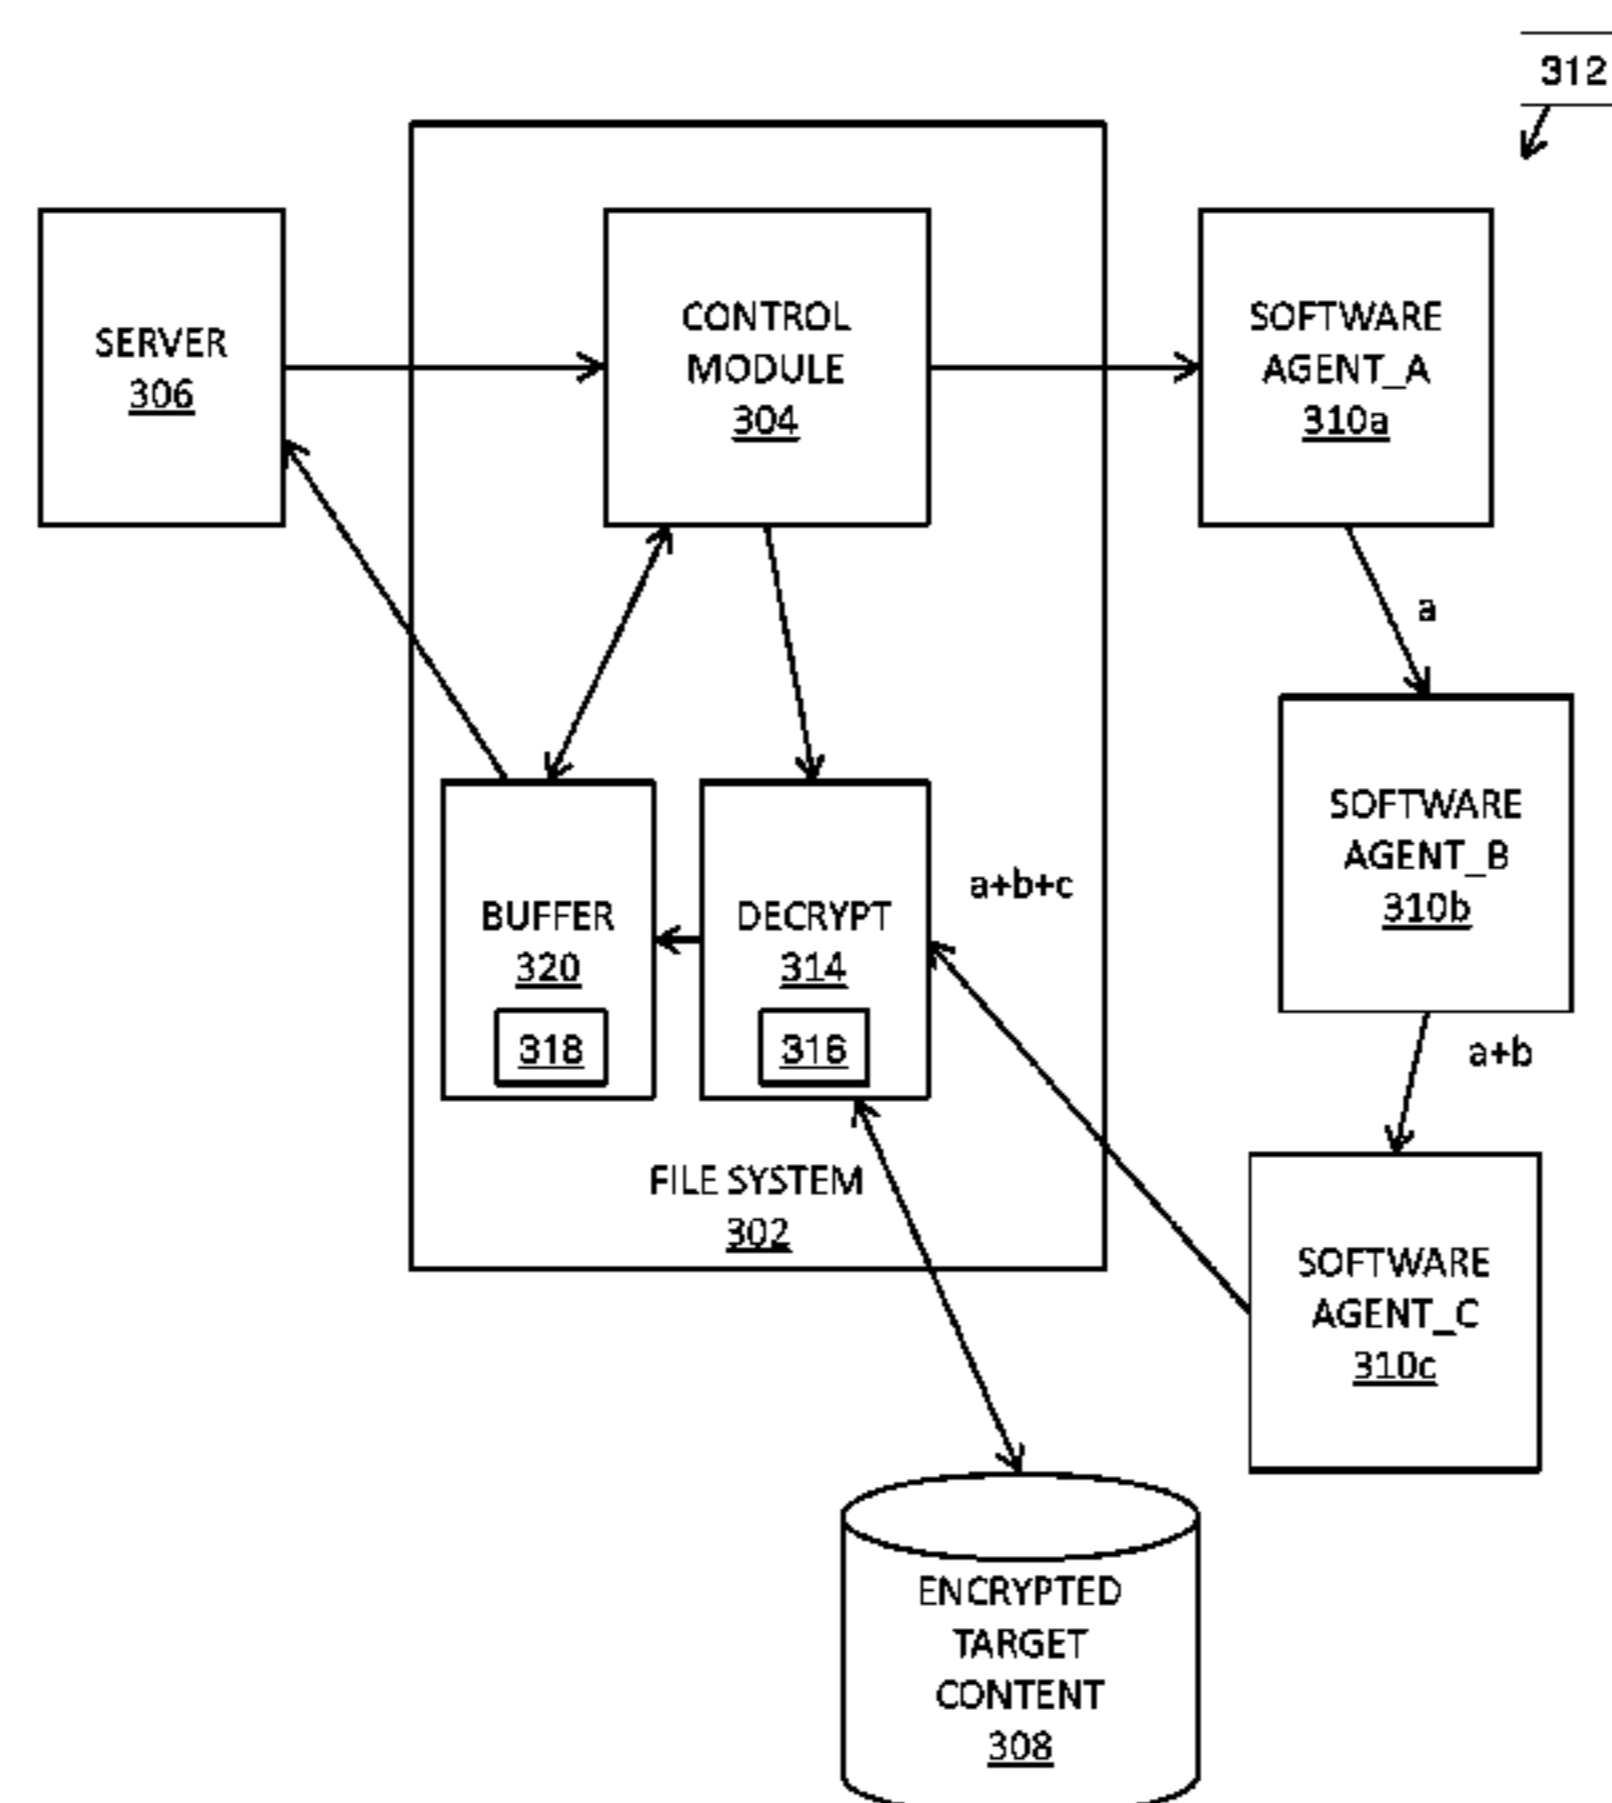 312
SERVER
306
CONTROL
MODULE
304
SOFTWARE
AGENT_A
310a
a
SOFTWARE
AGENT_B
310b
a+b+c
BUFFER
320
318
DECRYPT
314
316
a+b
FILE SYSTEM
302
SOFTWARE
AGENT_C
310c
ENCRYPTED
TARGET
CONTENT
308